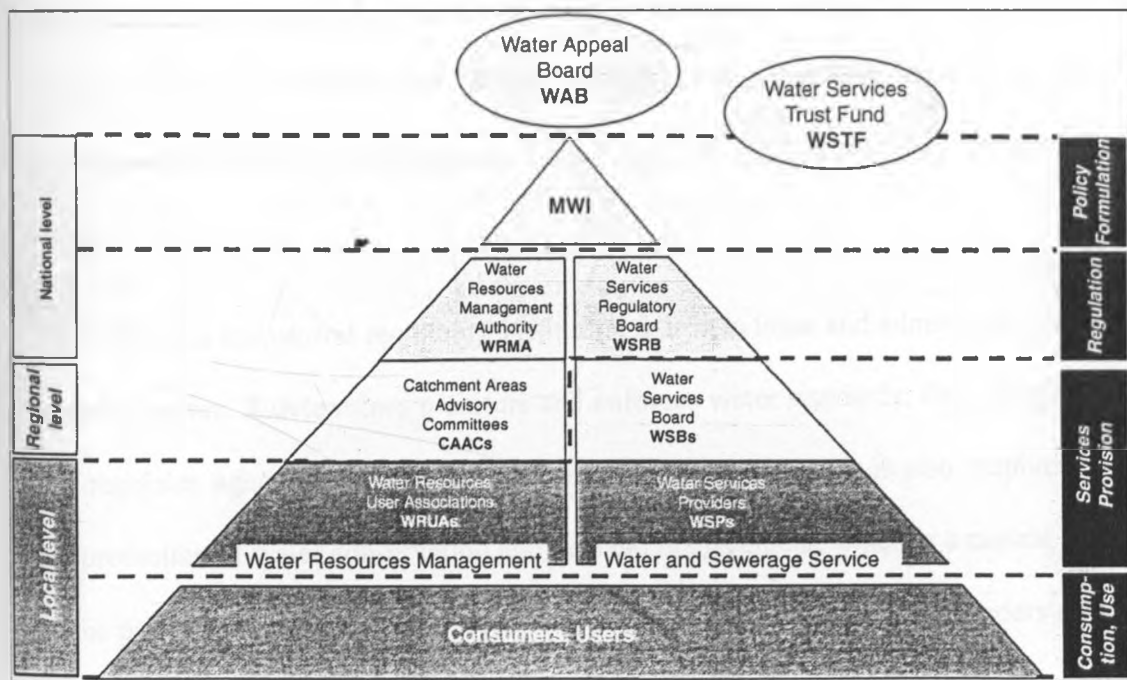 Water Appeal
Board
WAB
Water Services
Trust Fund
WSTF
National level
Regional
level
Local level
MWI
Water
Resources
Management
Authority
WRMA
Water
Services
Regulatory
Board
WSRB
Catchment Areas
Advisory
Committees
CAACs
Water
Services
Board
WSBs
Water Resources
User Associations
WRUAs
Water Services
Providers
WSPs
Water Resources Management
Water and Sewerage Service
Consumers, Users
Policy
Formulation
Regulation
Services
Provision
Consump-
tion, Use